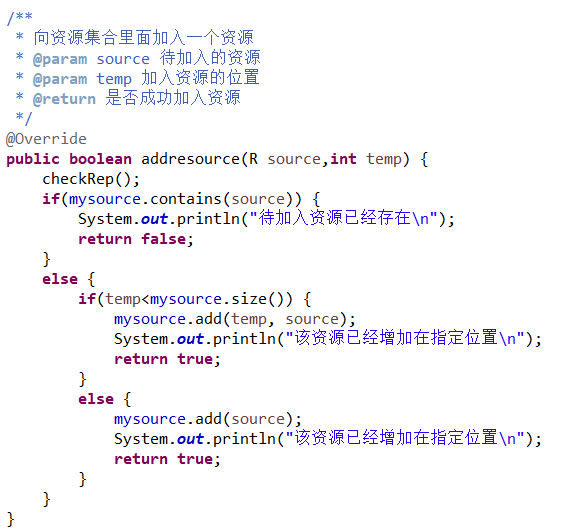 /**
 * 向资源集合里面加入一个资源
 * @param source 待加入的资源
 * @param temp 加入资源的位置
 * @return 是否成功加入资源
 */
@Override
public boolean addresource(R source,int temp) {
    checkRep();
    if(mysource.contains(source)) {
        System.out.println("待加入资源已经存在\n");
        return false;
    }
    else {
        if(temp<mysource.size()) {
            mysource.add(temp, source);
            System.out.println("该资源已经增加在指定位置\n");
            return true;
        }
        else {
            mysource.add(source);
            System.out.println("该资源已经增加在指定位置\n");
            return true;
        }
    }
}